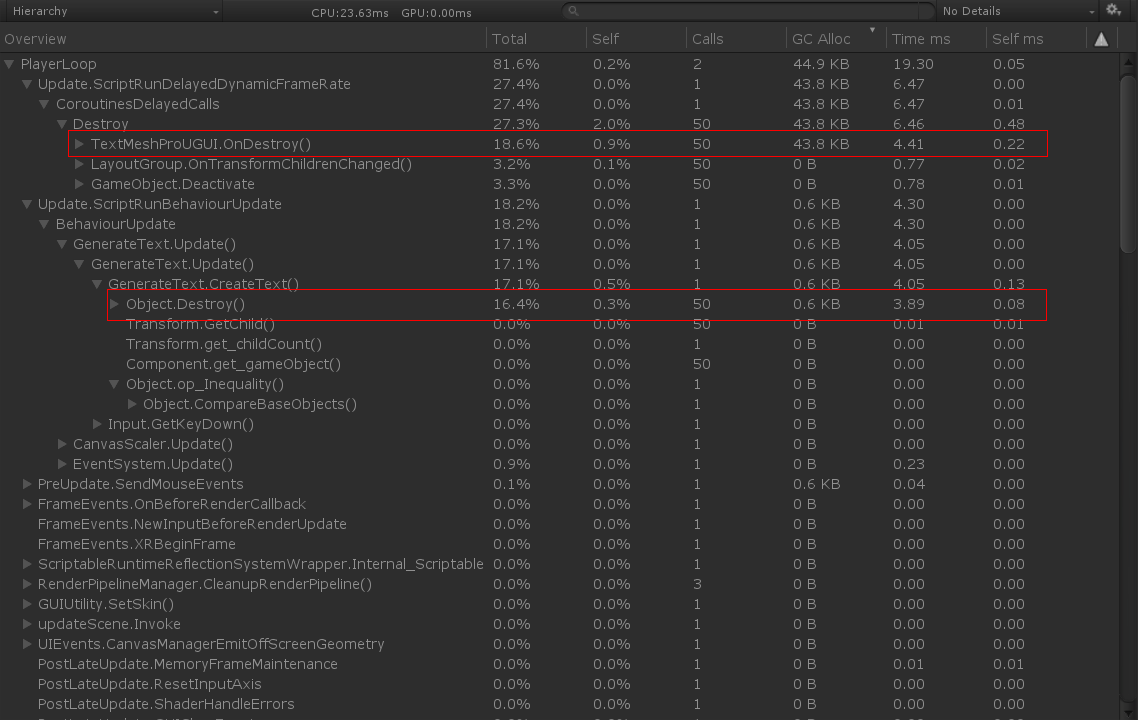 Hierarchy CPU:23.63ms GPU:0.00ms No Details
Overview Total Self Calls GC Alloc Time ms Self ms
PlayerLoop 81.6% 0.2% 2 44.9 KB 19.30 0.05
Update.ScriptRunDelayedDynamicFrameRate 27.4% 0.0% 1 43.8 KB 6.47 0.00
CoroutinesDelayedCalls 27.4% 0.0% 1 43.8 KB 6.47 0.01
Destroy 27.3% 2.0% 50 43.8 KB 6.46 0.48
TextMeshProUGUI.OnDestroy() 18.6% 0.9% 50 43.8 KB 4.41 0.22
LayoutGroup.OnTransformChildrenChanged() 3.2% 0.1% 50 0 B 0.77 0.02
GameObject.Deactivate 3.3% 0.0% 50 0 B 0.78 0.01
Update.ScriptRunBehaviourUpdate 18.2% 0.0% 1 0.6 KB 4.30 0.00
BehaviourUpdate 18.2% 0.0% 1 0.6 KB 4.30 0.00
GenerateText.Update() 17.1% 0.0% 1 0.6 KB 4.05 0.00
GenerateText.Update() 17.1% 0.0% 1 0.6 KB 4.05 0.00
GenerateText.CreateText() 17.1% 0.5% 1 0.6 KB 4.05 0.13
Object.Destroy() 16.4% 0.3% 50 0.6 KB 3.89 0.08
Transform.GetChild() 0.0% 0.0% 50 0 B 0.01 0.01
Transform.get_childCount() 0.0% 0.0% 1 0 B 0.00 0.00
Component.get_gameObject() 0.0% 0.0% 50 0 B 0.00 0.00
Object.op_Inequality() 0.0% 0.0% 1 0 B 0.00 0.00
Object.CompareBaseObjects() 0.0% 0.0% 1 0 B 0.00 0.00
Input.GetKeyDown() 0.0% 0.0% 1 0 B 0.00 0.00
CanvasScaler.Update() 0.0% 0.0% 1 0 B 0.00 0.00
EventSystem.Update() 0.9% 0.0% 1 0 B 0.23 0.00
PreUpdate.SendMouseEvents 0.1% 0.0% 1 0.6 KB 0.04 0.00
FrameEvents.OnBeforeRenderCallback 0.0% 0.0% 1 0 B 0.00 0.00
FrameEvents.NewInputBeforeRenderUpdate 0.0% 0.0% 1 0 B 0.00 0.00
FrameEvents.XRBeginFrame 0.0% 0.0% 1 0 B 0.00 0.00
ScriptableRuntimeReflectionSystemWrapper.Internal_Scriptable 0.0% 0.0% 1 0 B 0.00 0.00
RenderPipelineManager.CleanupRenderPipeline() 0.0% 0.0% 3 0 B 0.00 0.00
GUIUtility.SetSkin() 0.0% 0.0% 1 0 B 0.00 0.00
updateScene.Invoke 0.0% 0.0% 1 0 B 0.00 0.00
UIEvents.CanvasManagerEmitOffScreenGeometry 0.0% 0.0% 1 0 B 0.00 0.00
PostLateUpdate.MemoryFrameMaintenance 0.0% 0.0% 1 0 B 0.01 0.01
PostLateUpdate.ResetInputAxis 0.0% 0.0% 1 0 B 0.00 0.00
PostLateUpdate.ShaderHandleErrors 0.0% 0.0% 1 0 B 0.00 0.00